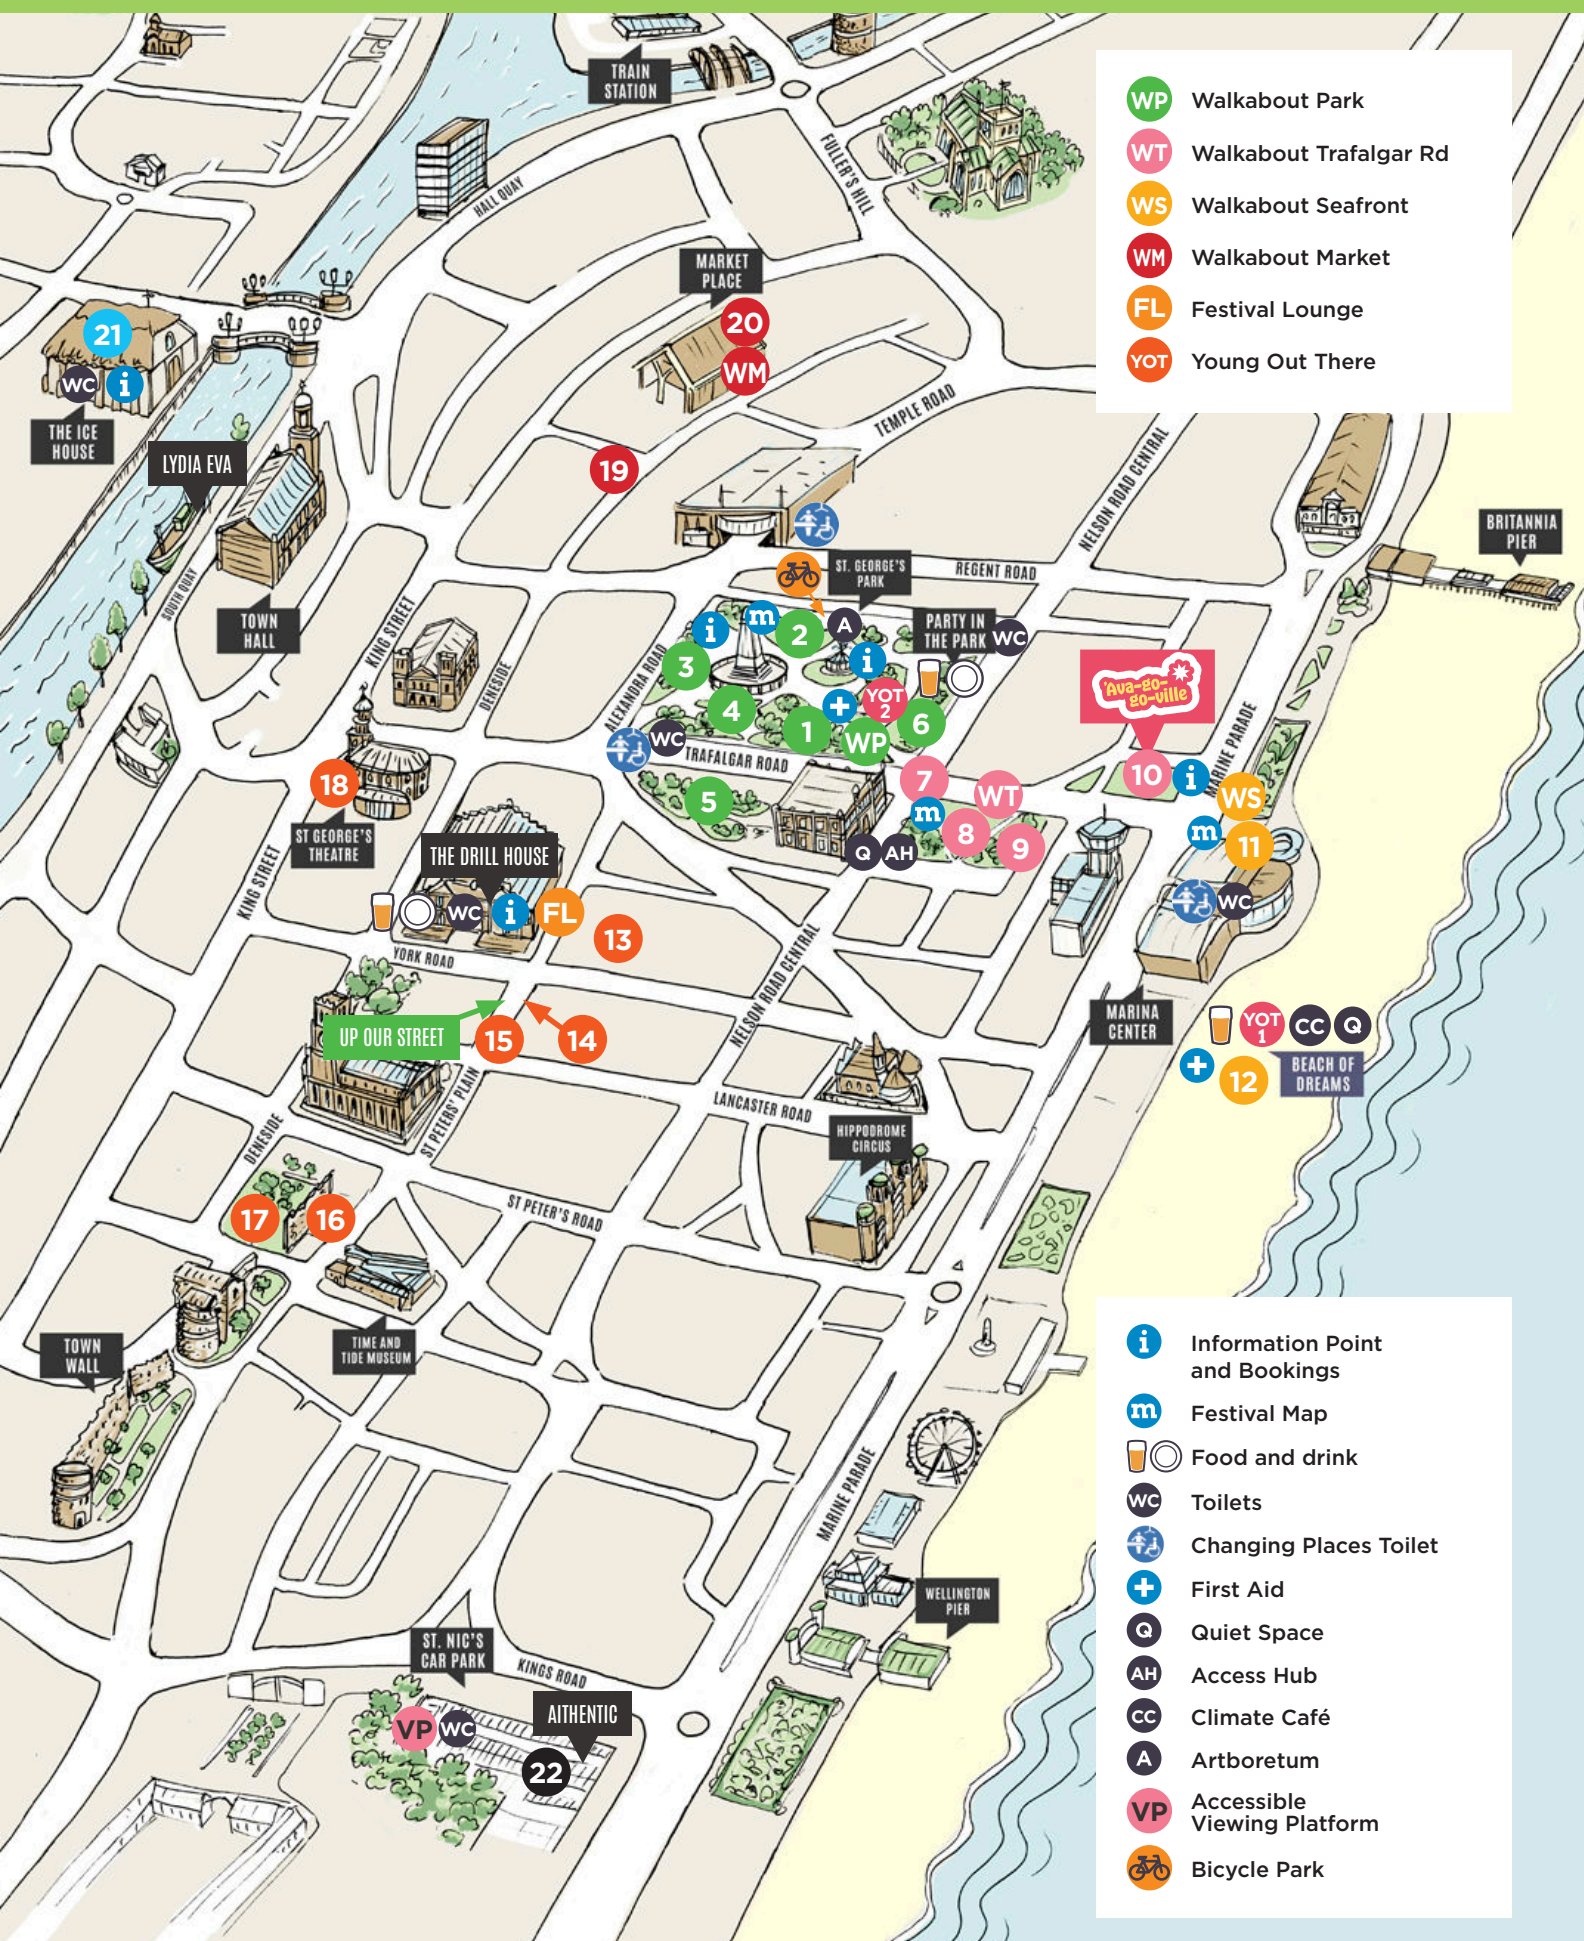 TRAIN
STATION
FULLER'S HILL
HALL QUAY
MARKET
PLACE
20
WM
21
WC
i
THE ICE
HOUSE
LYDIA EVA
19
TEMPLE ROAD
NELSON ROAD CENTRAL
BRITANNIA
PIER
SOUTH QUAY
TOWN
HALL
KING STREET
DENESIDE
ALEXANDRA ROAD
ST. GEORGE'S
PARK
REGENT ROAD
PARTY IN
THE PARK
WC
i
m
2
A
3
i
4
1
YOT
2
6
WP
WC
TRAFALGAR ROAD
5
7
WT
m
8
9
Q
AH
'Ava-go-
go-ville
10
i
MARINE PARADE
WS
m
11
WC
MARINA
CENTER
YOT
1
CC
Q
12
BEACH OF
DREAMS
18
ST GEORGE'S
THEATRE
THE DRILL HOUSE
WC
i
FL
13
KING STREET
YORK ROAD
UP OUR STREET
15
14
NELSON ROAD CENTRAL
ST PETERS' PLAIN
DENESIDE
LANCASTER ROAD
HIPPODROME
CIRCUS
17
16
ST PETER'S ROAD
TIME AND
TIDE MUSEUM
TOWN
WALL
MARINE PARADE
WELLINGTON
PIER
ST. NIC'S
CAR PARK
KINGS ROAD
VP
WC
AITHENTIC
22
WP Walkabout Park
WT Walkabout Trafalgar Rd
WS Walkabout Seafront
WM Walkabout Market
FL Festival Lounge
YOT Young Out There
i Information Point
and Bookings
m Festival Map
Food and drink
WC Toilets
Changing Places Toilet
First Aid
Q Quiet Space
AH Access Hub
CC Climate Café
A Artboretum
VP Accessible
Viewing Platform
Bicycle Park